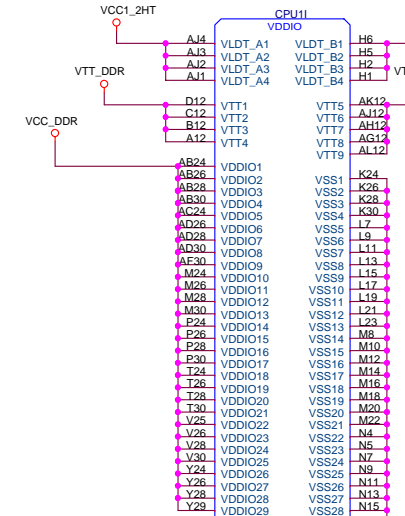 VCC1_2HT
CPU1I
VDDIO
AJ4 VLDT_A1 VLDT_B1 H6
AJ3 VLDT_A2 VLDT_B2 H5
AJ2 VLDT_A3 VLDT_B3 H2
AJ1 VLDT_A4 VLDT_B4 H1
VTT_DDR
VT
D12 VTT1 VTT5 AK12
C12 VTT2 VTT6 AJ12
B12 VTT3 VTT7 AH12
A12 VTT4 VTT8 AG12
VTT9 AL12
VCC_DDR
AB24 VDDIO1
AB26 VDDIO2 VSS1 K24
AB28 VDDIO3 VSS2 K26
AB30 VDDIO4 VSS3 K28
AC24 VDDIO5 VSS4 K30
AD26 VDDIO6 VSS5 L7
AD26 VDDIO7 VSS6 L9
AD30 VDDIO8 VSS7 L11
AF30 VDDIO9 VSS8 L13
M24 VDDIO10 VSS9 L15
M26 VDDIO11 VSS10 L17
M28 VDDIO12 VSS11 L19
M30 VDDIO13 VSS12 L21
P24 VDDIO14 VSS13 L23
P26 VDDIO15 VSS14 M8
P28 VDDIO16 VSS15 M10
P30 VDDIO17 VSS16 M12
T24 VDDIO18 VSS17 M14
T26 VDDIO19 VSS18 M16
T28 VDDIO20 VSS19 M18
T30 VDDIO21 VSS20 M20
V25 VDDIO22 VSS21 M22
V26 VDDIO23 VSS22 N4
V28 VDDIO24 VSS23 N5
V30 VDDIO25 VSS24 N7
Y24 VDDIO26 VSS25 N9
Y26 VDDIO27 VSS26 N11
Y28 VDDIO28 VSS27 N13
Y29 VDDIO29 VSS28 N15